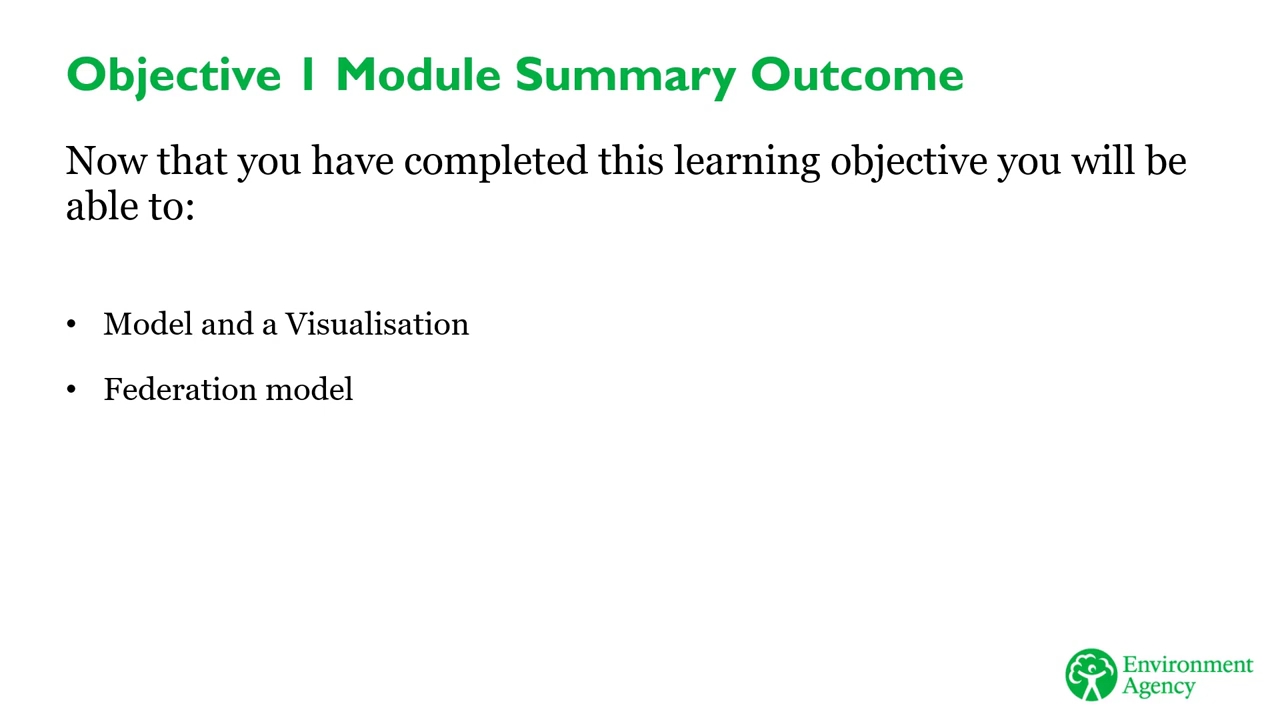 Objective 1 Module Summary Outcome
Now that you have completed this learning objective you will be
able to:
• Model and a Visualisation
• Federation model
Environment
Agency